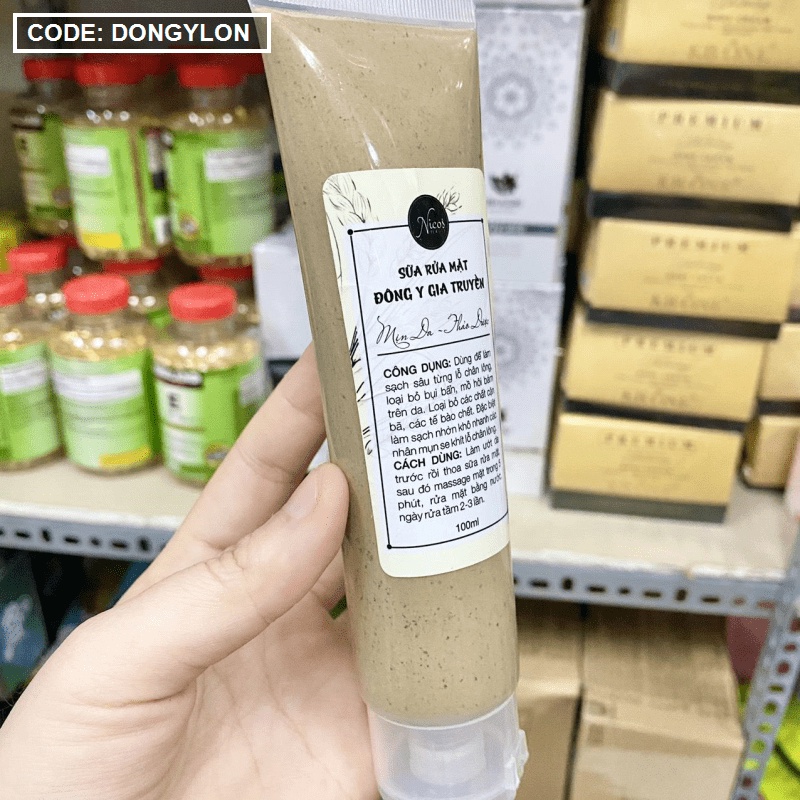 CODE: DONGYLON
Nico's
SỮA RỬA MẶT
ĐÔNG Y GIA TRUYỀN
Mịn Da - Thảo Dược
CÔNG DỤNG: Dùng để làm
sạch sâu từng lỗ chân lông,
loại bỏ bụi bẩn, mồ hôi bám
trên da. Loại bỏ các chất cặn
bã, các tế bào chết. Đặc biệt
làm sạch nhờn khô nhanh các
nhân mụn se khít lỗ chân lông.
CÁCH DÙNG: Làm ướt da
trước rồi thoa sữa rửa mặt,
sau đó massage mặt trong 5
phút, rửa mặt bằng nước,
ngày rửa tầm 2-3 lần.
100ml
PREMIUM
PREMIUM
PREMIUM
PREMIUM